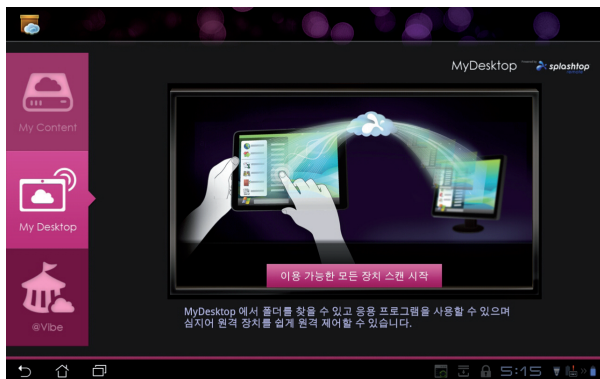 MyDesktop Powered by splashtop
My Content
My Desktop
@Vibe
이용 가능한 모든 장치 스캔 시작
MyDesktop 에서 폴더를 찾을 수 있고 응용 프로그램을 사용할 수 있으며
심지어 원격 장치를 쉽게 원격 제어할 수 있습니다.
5:15